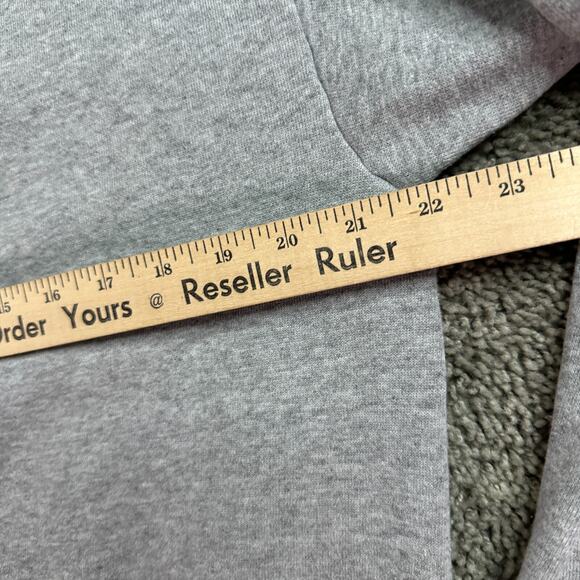 15 16 17 18 19 20 21 22 23
Order Yours @ Reseller Ruler